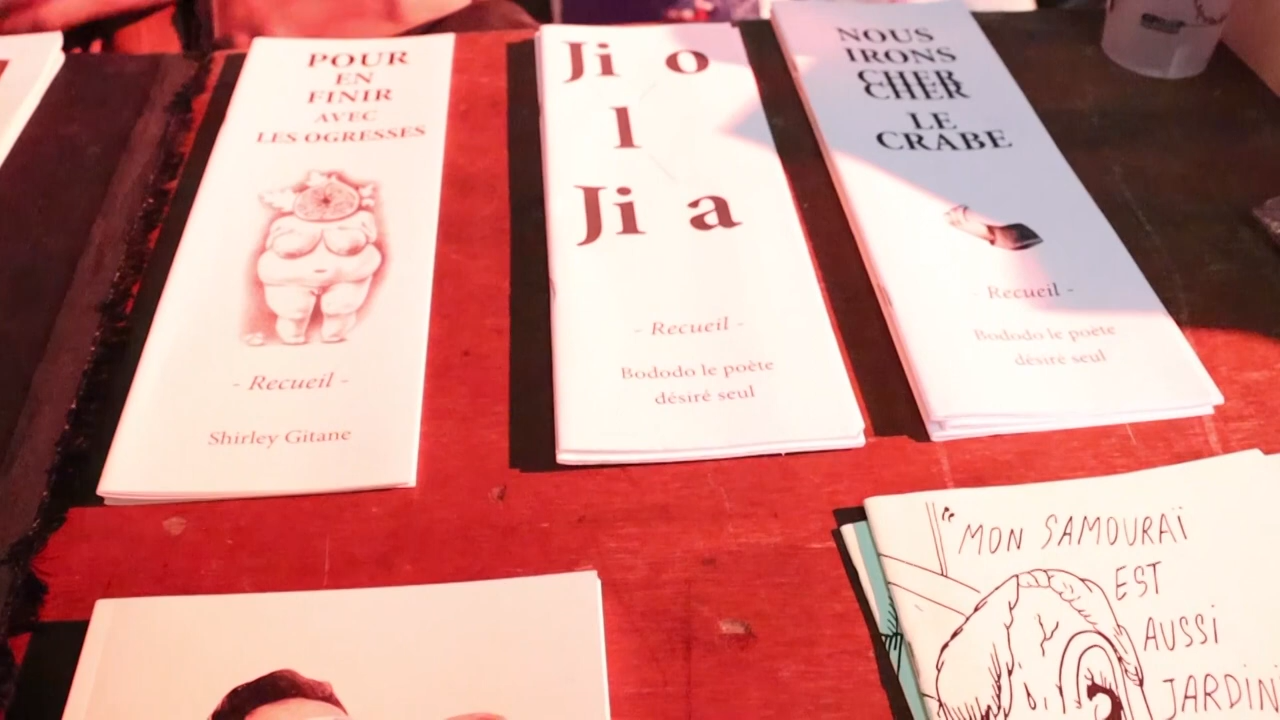 POUR
EN
FINIR
AVEC
LES OGRESSES
- Recueil -
Shirley Gitane
Ji o
l
Ji a
- Recueil -
Bododo le poète
désiré seul
NOUS
IRONS
CHER
CHER
LE
CRABE
- Recueil -
Bododo le poète
désiré seul
"MON SAMOURAÏ
EST
AUSSI
JARDINI